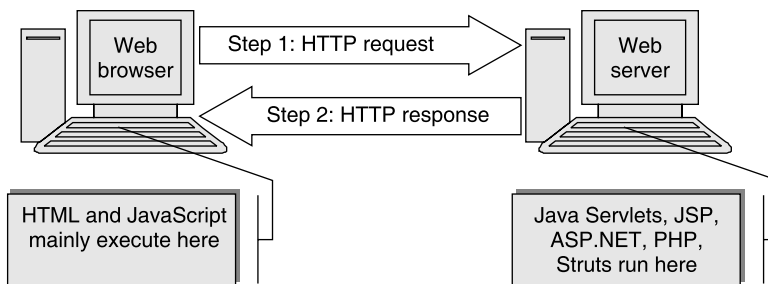 Web
browser
Step 1: HTTP request
Web
server
Step 2: HTTP response
HTML and JavaScript
mainly execute here
Java Servlets, JSP,
ASP.NET, PHP,
Struts run here